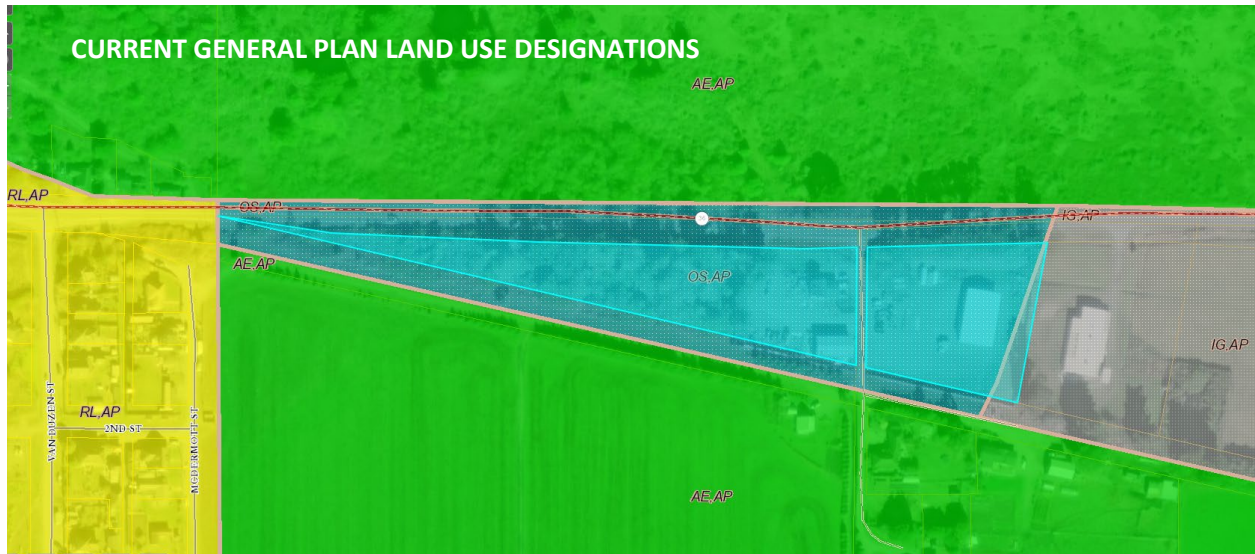 CURRENT GENERAL PLAN LAND USE DESIGNATIONS
AE,AP
RL,AP
OS,AP
IG,AP
AE,AP
OS,AP
IG,AP
RL,AP
2ND ST
VAN DUZEN ST
MCDERMOTT ST
AE,AP